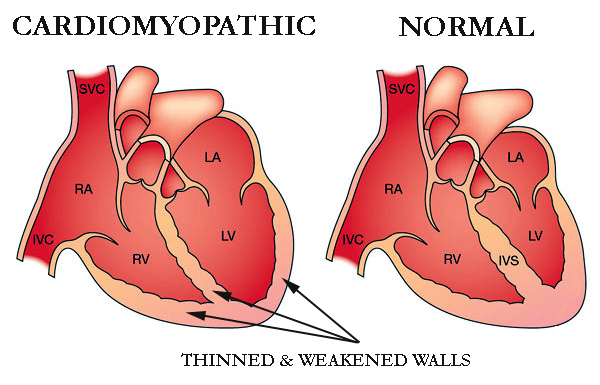 CARDIOMYOPATHIC
NORMAL
SVC
LA
RA
LV
IVC
RV
SVC
LA
RA
LV
IVC
RV
IVS
THINNED & WEAKENED WALLS